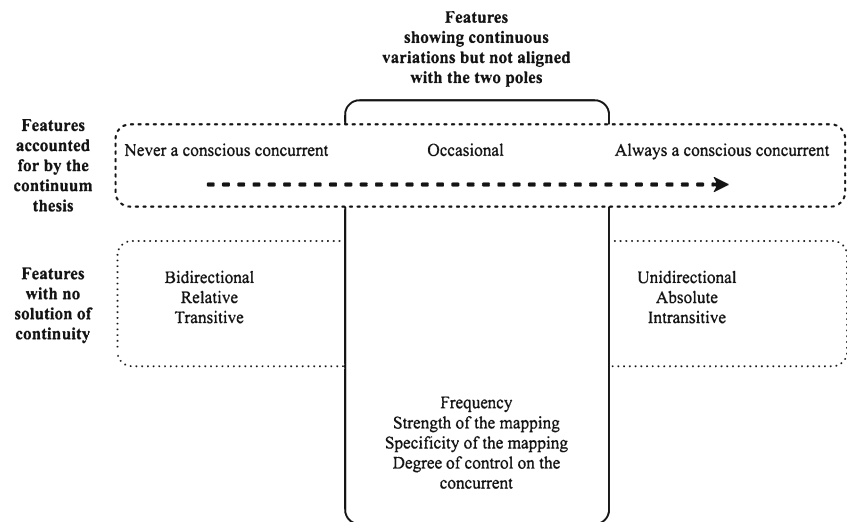 Features
showing continuous
variations but not aligned
with the two poles
Features
accounted
for by the
continuum
thesis
Never a conscious concurrent
Occasional
Always a conscious concurrent
Features
with no
solution of
continuity
Bidirectional
Relative
Transitive
Unidirectional
Absolute
Intransitive
Frequency
Strength of the mapping
Specificity of the mapping
Degree of control on the
concurrent